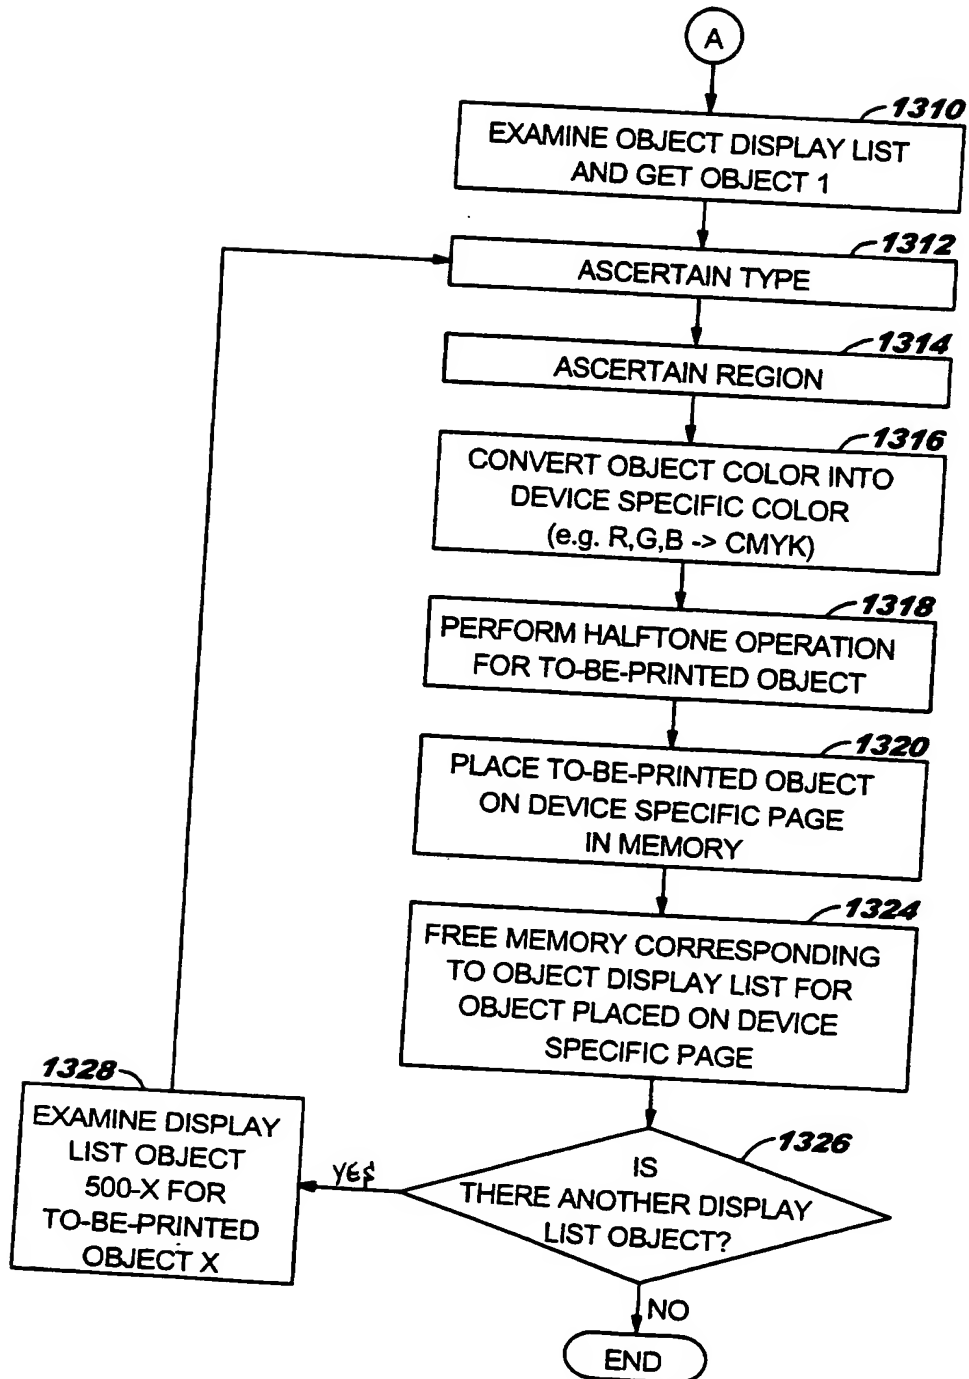 A
1310
EXAMINE OBJECT DISPLAY LIST
AND GET OBJECT 1
1312
ASCERTAIN TYPE
1314
ASCERTAIN REGION
1316
CONVERT OBJECT COLOR INTO
DEVICE SPECIFIC COLOR
(e.g. R,G,B -> CMYK)
1318
PERFORM HALFTONE OPERATION
FOR TO-BE-PRINTED OBJECT
1320
PLACE TO-BE-PRINTED OBJECT
ON DEVICE SPECIFIC PAGE
IN MEMORY
1324
FREE MEMORY CORRESPONDING
TO OBJECT DISPLAY LIST FOR
OBJECT PLACED ON DEVICE
SPECIFIC PAGE
1326
IS
THERE ANOTHER DISPLAY
LIST OBJECT?
YES
1328
EXAMINE DISPLAY
LIST OBJECT
500-X FOR
TO-BE-PRINTED
OBJECT X
NO
END